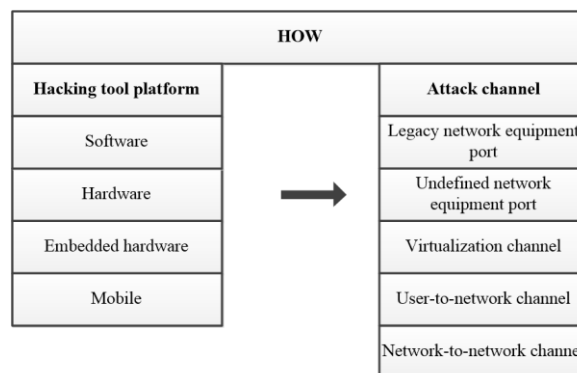 HOW
Hacking tool platform
Attack channel
Software
Legacy network equipment
port
Hardware
Undefined network
equipment port
Embedded hardware
Virtualization channel
Mobile
User-to-network channel
Network-to-network channel